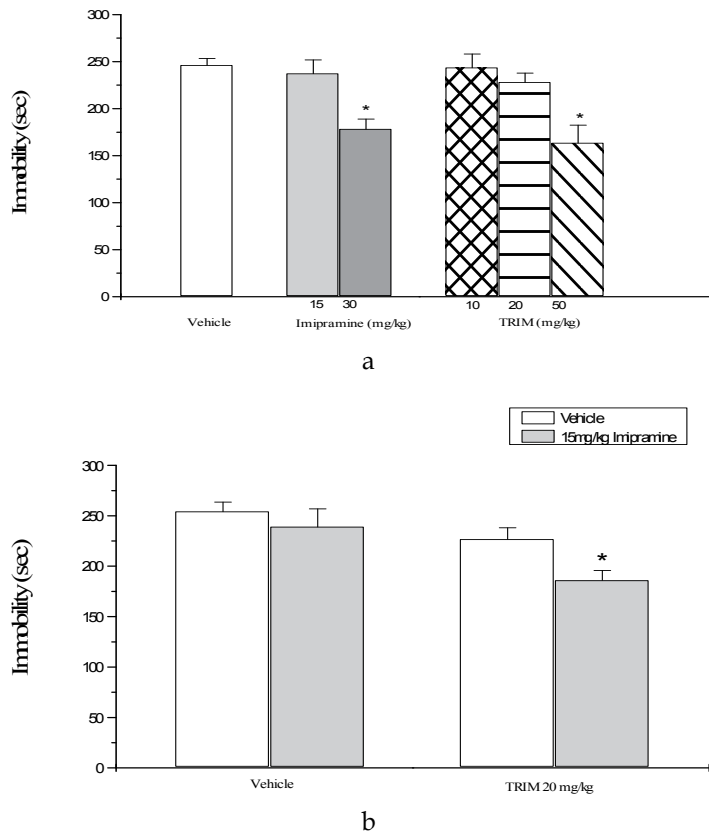 300
250
200
150
100
50
0
Immobility (sec)
*
*
15 30 10 20 50
Vehicle Imipramine (mg/kg) TRIM (mg/kg)
a
Vehicle
15mg/kg Imipramine
300
250
200
150
100
50
0
Immobility (sec)
*
Vehicle TRIM 20 mg/kg
b